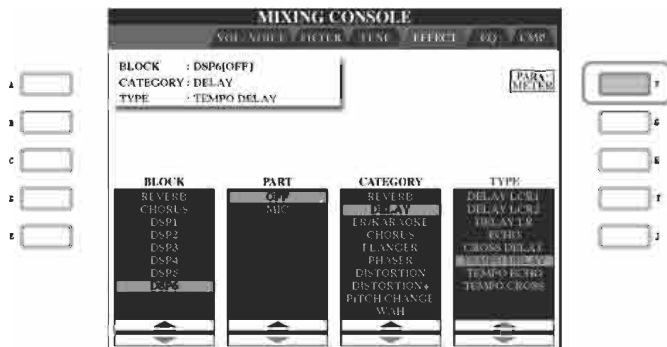 MIXING CONSOLE
VOL/VOICE FILTER TUNE EFFECT EQ CMP
BLOCK : DSP6[OFF]
CATEGORY : DELAY
TYPE : TEMPO DELAY
PARA-
METER
A
B
C
E
F
G
I
J
BLOCK
REVERB
CHORUS
DSP1
DSP2
DSP3
DSP4
DSP5
DSP6
PART
OFF
MIC
CATEGORY
REVERB
DELAY
ER/KARAOKE
CHORUS
FLANGER
PHASER
DISTORTION
DISTORTION+
PITCH CHANGE
WAH
TYPE
DELAY LCR1
DELAY LCR2
DELAY LR
ECHO
CROSS DELAY
TEMPO DELAY
TEMPO ECHO
TEMPO CROSS